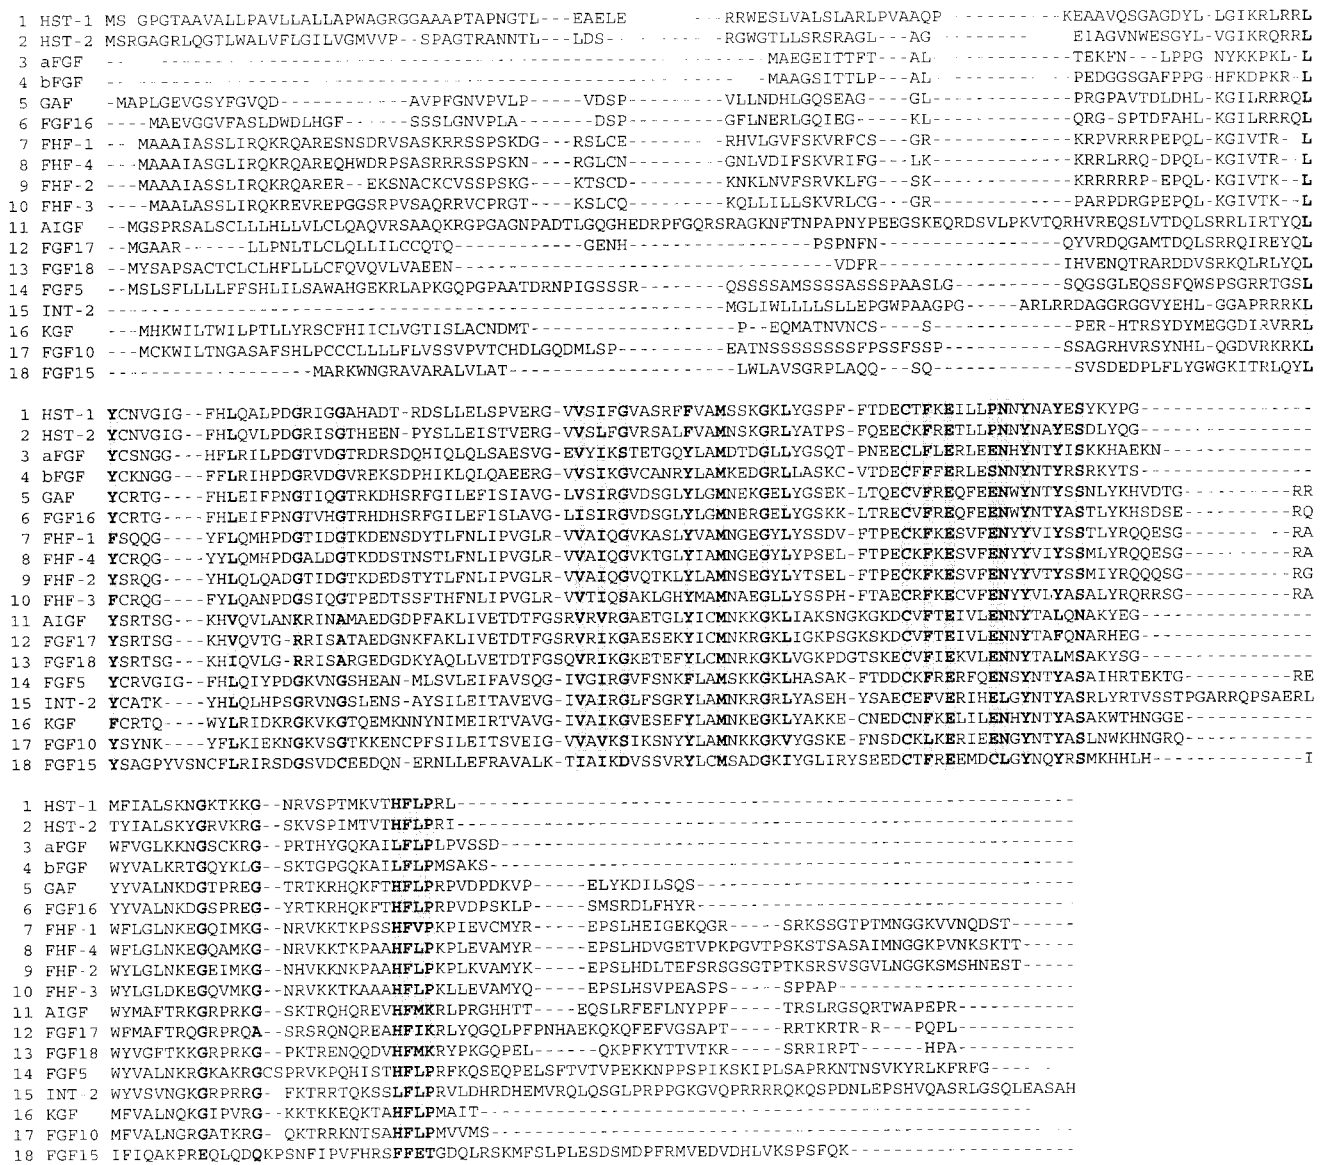 1 HST-1 MS GPGTAAVALLPAVLLALLAPWAGRGGAAAPTAPNGTL---EAELE RRWESLVALSLARLPVAAQP ---------- KEAAVQSGAGDYL-LGIKRLRRL
2 HST-2 MSRGAGRLQGTLWALVFLGILVGMVVP--SPAGTRANNTL---LDS------- RGWGTLLSRSRAGL---AG ---------- EIAGVNWESGYL-VGIKRQRRL
3 aFGF ---------- MAEGEITTFT----AL---------- TEKFN---LPPG NYKKPKL-L
4 bFGF ---------- MAAGSITTLP----AL---------- PEDGGSGAFPPG HFKDPKR-L
5 GAF ---MAPLGEVGSYFGVQD---------- AVPFGNVPVLP-----VDSP------ VLLNDHLGQSEAG---GL---------- PRGPAVTDLDHL-KGILRRRQL
6 FGF16 ----MAEVGGVFASLDWDLHGF------ SSSLGNVPLA------DSP------ GFLNERLGQIEG----KL---------- QRG-SPTDFAHL-KGILRRRQL
7 FHF-1 ---MAAAIASSLIRQKRQARESNSDRVSASKRRSSPSKDG---RSLCE------ RHVLGVFSKVRFCS---GR---------- KRPVRRRPEPQL-KGIVTR--L
8 FHF-4 ---MAAAIASGLIRQKRQAREQHWDRPSASRRRSSPSKN----RGLCN------ GNLVDIFSKVRIFG---LK---------- KRRLRRQ-DPQL-KGIVTR--L
9 FHF-2 ---MAAAIASSLIRQKRQARER--EKSNACKCVSSPSKG----KTSCD------ KNKLNVFSRVKLFG---SK---------- KRRRRRP-EPQL-KGIVTK--L
10 FHF-3 ---MAALASSLIRQKREVREPGGSRPVSAQRRVCPRGT-----KSLCQ------ KQLLILLSKVRLCG---GR---------- PARPDRGPEPQL-KGIVTK--L
11 AIGF ---MGSPRSALSCLLLHLLVLCLQAQVRSAAQKRGPGAGNPADTLGQGHEDRPFGQRSRAGKNFTNPAPNYPEEGSKEQRDSVLPKVTQRHVREQSLVTDQLSRRLIRTYQL
12 FGF17 ---MGAAR------LLPNLTLCLQLLILCCQTQ---------- GENH---------- PSPNFN---------- QYVRDQGAMTDQLSRRQIREYQL
13 FGF18 --MYSAPSACTCLCLHFLLLCFQVQVLVAEEN ---------- VDFR---------- IHVENQTRARDDVSRKQLRLYQL
14 FGF5 --MSLSFLLLLFFSHLILSAWAHGEKRLAPKGQPGPAATDRNPIGSSSR------- QSSSSAMSSSSASSSPAASLG------ SQGSGLEQSSFQWSPSGRRTGSL
15 INT-2 ---------- MGLIWLLLLSLLEPGWPAAGPG-----ARLRRDAGGRGGVYEHL-GGAPRRRKL
16 KGF ---MHKWILTWILPTLLYRSCFHIICLVGTISLACNDMT ---------- P--EQMATNVNCS----S---------- PER-HTRSYDYMEGGDIRVRRL
17 FGF10 ---MCKWILTNGASAFSHLPCCCLLLLFLVSSVPVTCHDLGQDMLSP---------- EATNSSSSSSSSFPSSFSSP---------- SSAGRHVRSYNHL-QGDVRKRKL
18 FGF15 ---------- MARKWNGRAVARALVLAT---------- LWLAVSGRPLAQQ---SQ---------- SVSDEDPLFLYGWGKITRLQYL
1 HST-1 YCNVGIG--FHLQALPDGRIGGAHADT-RDSLLELSPVERG-VVSIFGVASRFFVAMSSKGKLYGSPF-FTDECTFKEILLPNNYNAYESYKYPG----------
2 HST-2 YCNVGIG--FHLQVLPDGRISGTHEEN-PYSLLEISTVERG-VVSLFGVRSALFVAMNSKGRLYATPS-FQEECKFRETLLPNNYNAYESDLYQG----------
3 aFGF YCSNGG---HFLRILPDGTVDGTRDRSDQHIQLQLSAESVG-EVYIKSTETGQYLAMDTDGLLYGSQT-PNEECLFLERLEENHYNTYISKKHAEKN----------
4 bFGF YCKNGG---FFLRIHPDGRVDGVREKSDPHIKLQLQAEERG-VVSIKGVCANRYLAMKEDGRLLASKC-VTDECFFFERLESNNYNTYRSRKYTS----------
5 GAF YCRTG----FHLEIFPNGTIQGTRKDHSRFGILEFISIAVG-LVSIRGVDSGLYLGMNEKGELYGSEK-LTQECVFREQFEENWYNTYSSNLYKHVDTG---------- RR
6 FGF16 YCRTG----FHLEIFPNGTVHGTRHDHSRFGILEFISLAVG-LISIRGVDSGLYLGMNERGELYGSKK-LTRECVFREQFEENWYNTYASTLYKHSDSE---------- RQ
7 FHF-1 FSQQG----YFLQMHPDGTIDGTKDENSDYTLFNLIPVGLR-VVAIQGVKASLYVAMNGEGYLYSSDV-FTPECKFKESVFENYYVIYSSTLYRQQESG---------- RA
8 FHF-4 YCRQG----YYLQMHPDGALDGTKDDSTNSTLFNLIPVGLR-VVAIQGVKTGLYIAMNGEGYLYPSEL-FTPECKFKESVFENYYVIYSSMLYRQQESG---------- RA
9 FHF-2 YSRQG----YHLQLQADGTIDGTKDEDSTYTLFNLIPVGLR-VVAIQGVQTKLYLAMNSEGYLYTSEL-FTPECKFKESVFENYYVTYSSMIYRQQQSG---------- RG
10 FHF-3 FCRQG----FYLQANPDGSIQGTPEDTSSFTHFNLIPVGLR-VVTIQSAKLGHYMAMNAEGLLYSSPH-FTAECRFKECVFENYYVLYASALYRQRRSG---------- RA
11 AIGF YSRTSG---KHVQVLANKRINAMAEDGDPFAKLIVETDTFGSRVRVRGAETGLYICMNKKGKLIAKSNGKGKDCVFTEIVLENNYTALQNAKYEG----------
12 FGF17 YSRTSG---KHVQVTG-RRISATAEDGNKFAKLIVETDTFGSRVRIKGAESEKYICMNKRGKLIGKPSGKSKDCVFTEIVLENNYTAFQNARHEG----------
13 FGF18 YSRTSG---KHIQVLG-RRISARGEDGDKYAQLLVETDTFGSQVRIKGKETEFYLCMNRKGKLVGKPDGTSKECVFIEKVLENNYTALMSAKYSG----------
14 FGF5 YCRVGIG--FHLQIYPDGKVNGSHEAN-MLSVLEIFAVSQG-IVGIRGVFSNKFLAMSKKGKLHASAK-FTDDCKFRERFQENSYNTYASAIHRTEKTG---------- RE
15 INT-2 YCATK----YHLQLHPSGRVNGSLENS-AYSILEITAVEVG-IVAIRGLFSGRYLAMNKRGRLYASEHYSAECEFVERIHELGYNTYASRLYRTVSSTPGARRQPSAERL
16 KGF FCRTQ----WYLRIDKRGKVKGTQEMKNNYNIMEIRTVAVG-IVAIKGVESEFYLAMNKEGKLYAKKE-CNEDCNFKELILENHYNTYASAKWTHNGGE----------
17 FGF10 YSYNK----YFLKIEKNGKVSGTKKENCPFSILEITSVEIG-VVAVKSIKSNYYLAMNKKGKVYGSKE-FNSDCKLKERIEENGYNTYASLNWKHNGRQ----------
18 FGF15 YSAGPYVSNCFLRIRSDGSVDCEEDQN-ERNLLEFRAVALK-TIAIKDVSSVRYLCMSADGKIYGLIRYSEEDCTFREEMDCLGYNQYRSMKHHLH---------- I
1 HST-1 MFIALSKNGKTKKG--NRVSPTMKVTHFLPRL----------
2 HST-2 TYIALSKYGRVKRG--SKVSPIMTVTHFLPRI----------
3 aFGF WFVGLKKNGSCKRG--PRTHYGQKAILFLPLPVSSD----------
4 bFGF WYVALKRTGQYKLG--SKTGPGQKAILFLPMSAKS----------
5 GAF YYVALNKDGTPREG--TRTKRHQKFTHFLPRPVDPDKVP-----ELYKDILSQS----------
6 FGF16 YYVALNKDGSPREG--YRTKRHQKFTHFLPRPVDPSKLP-----SMSRDLFHYR----------
7 FHF-1 WFLGLNKEGQIMKG--NRVKKTKPSSHFVPKPIEVCMYR-----EPSLHEIGEKQGR------SRKSSGTPTMNGGKVVNQDST------
8 FHF-4 WFLGLNKEGQAMKG--NRVKKTKPAAHFLPKPLEVAMYR-----EPSLHDVGETVPKPGVTPSKSTSASAIMNGGKPVNKSKTT-----
9 FHF-2 WYLGLNKEGEIMKG--NHVKKNKPAAHFLPKPLKVAMYK-----EPSLHDLTEFSRSGSGTPTKSRSVSGVLNGGKSMSHNEST-----
10 FHF-3 WYLGLDKEGQVMKG--NRVKKTKAAAHFLPKLLEVAMYQ-----EPSLHSVPEASPS------SPPAP----------
11 AIGF WYMAFTRKGRPRKG--SKTRQHQREVHFMKRLPRGHHTT----EQSLRFEFLNYPPF------TRSLRGSQRTWAPEPR---
12 FGF17 WFMAFTRQGRPRQA--SRSRQNQREAHFIKRLYQGQLPFPNHAEKQKQFEFVGSAPT------RRTKRTR-R---PQPL---
13 FGF18 WYVGFTKKGRPRKG--PKTRENQQDVHFMKRYPKGQPEL------QKPFKYTTVTKR------SRRIRPT------HPA---
14 FGF5 WYVALNKRGKAKRGCSPRVKPQHISTHFLPRFKQSEQPELSFTVTVPEKKNPPSPIKSKIPLSAPRKNTNSVKYRLKFRFG------
15 INT-2 WYVSVNGKGRPRRG--FKTRRTQKSSLFLPRVLDHRDHEMVRQLQSGLPRPPGKGVQPRRRRQKQSPDNLEPSHVQASRLGSQLEASAH
16 KGF MFVALNQKGIPVRG--KKTKKEQKTAHFLPMAIT----------
17 FGF10 MFVALNGRGATKRG--QKTRRKNTSAHFLPMVVMS----------
18 FGF15 IFIQAKPREQLQDQKPSNFIPVFHRSFFETGDQLRSKMFSLPLESDSMDPFRMVEDVDHLVKSPSFQK----------